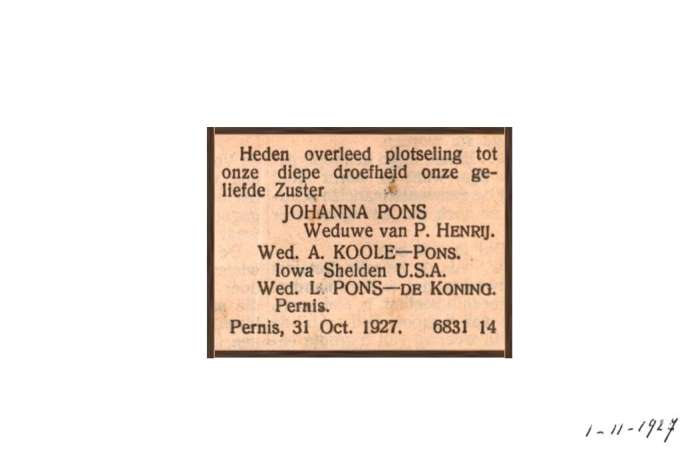 Heden overleed plotseling tot
onze diepe droefheid onze ge-
liefde Zuster
JOHANNA PONS
Weduwe van P. HENRIJ.
Wed. A. KOOLE—PONS.
Iowa Shelden U.S.A.
Wed. L. PONS—DE KONING.
Pernis.
Pernis, 31 Oct. 1927. 6831 14
1-11-1927